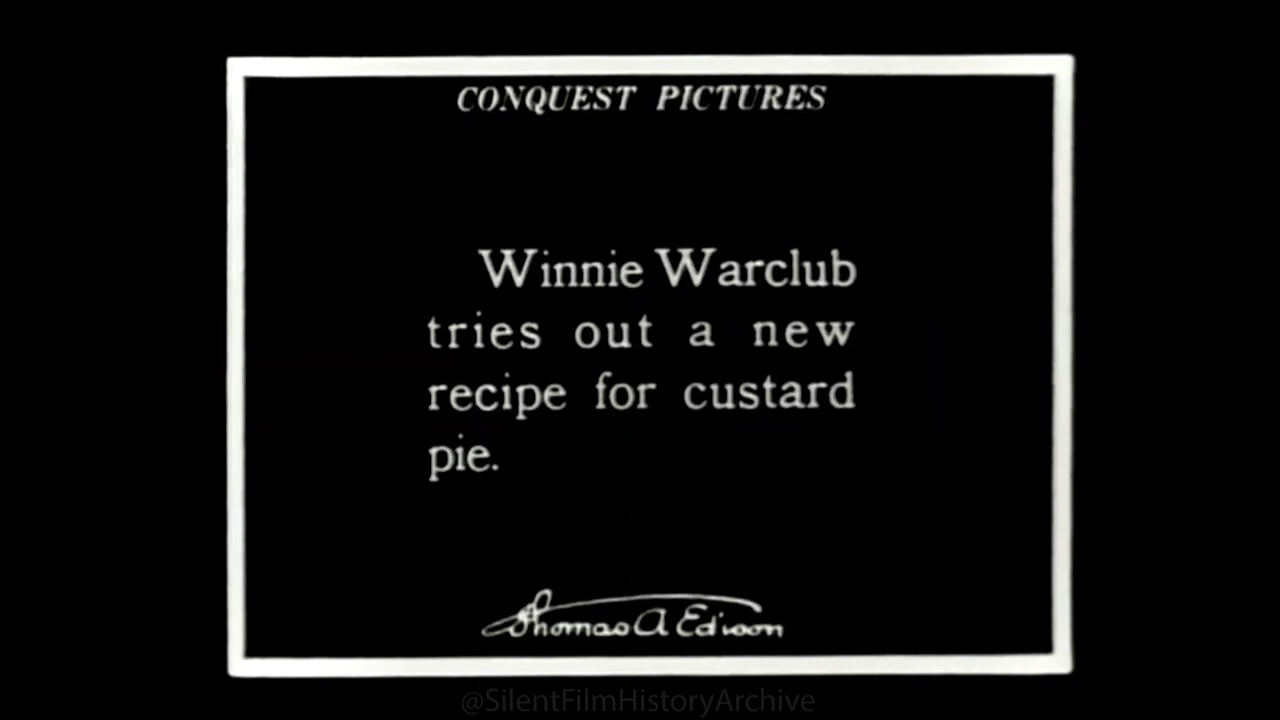 CONQUEST PICTURES
Winnie Warclub
tries out a new
recipe for custard
pie.
Thomas A Edison
@SilentFilmHistoryArchive